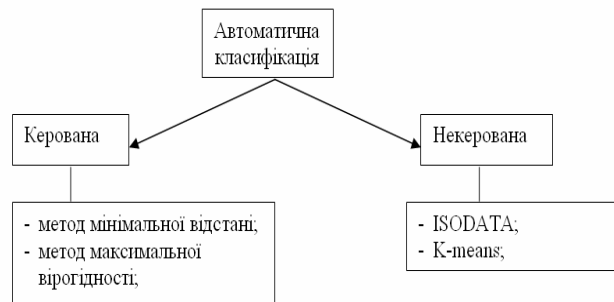 Автоматична
класифікація
Керована
Некерована
- метод мінімальної відстані;
- метод максимальної
вірогідності;
- ISODATA;
- K-means;